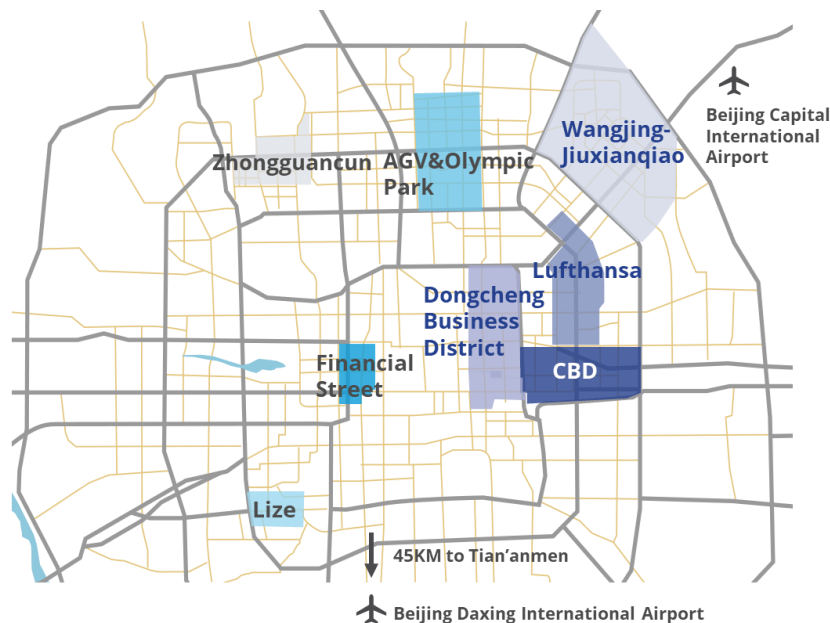 Beijing Capital
International
Airport
Wangjing-
Jiuxianqiao
Zhongguancun
AGV&Olympic
Park
Lufthansa
Dongcheng
Business
District
Financial
Street
CBD
Lize
45KM to Tian’anmen
Beijing Daxing International Airport